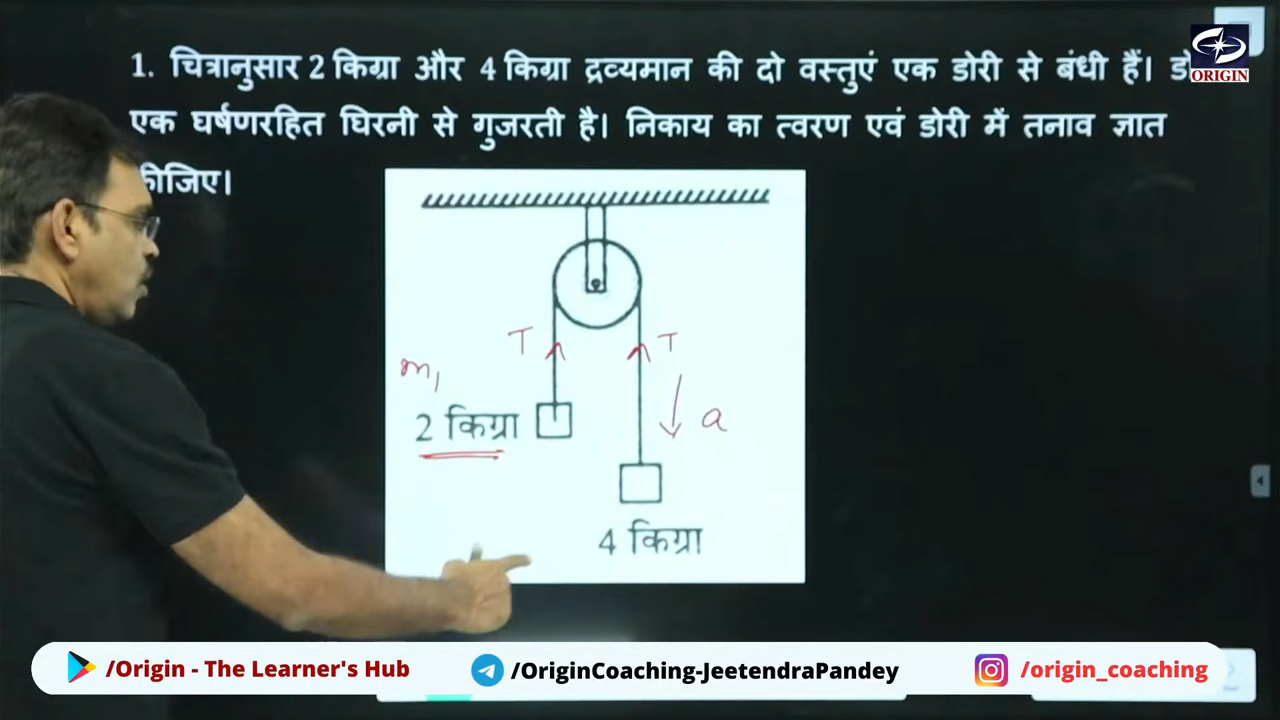 1. चित्रानुसार 2 किग्रा और 4 किग्रा द्रव्यमान की दो वस्तुएं एक डोरी से बंधी हैं।
ORIGIN
एक घर्षणरहित घिरनी से गुजरती है। निकाय का त्वरण एवं डोरी में तनाव ज्ञात
T
T
m₁
2 किग्रा
a
4 किग्रा
/Origin - The Learner's Hub
/OriginCoaching-JeetendraPandey
/origin_coaching